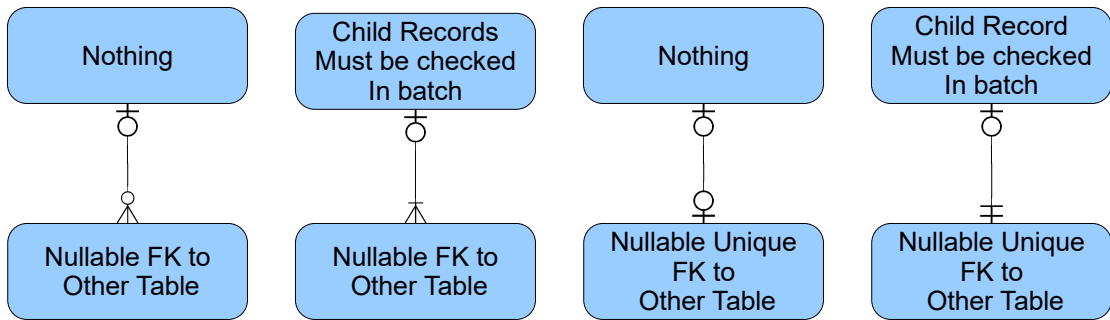 Nothing
Child Records
Must be checked
In batch
Nothing
Child Record
Must be checked
In batch
Nullable FK to
Other Table
Nullable FK to
Other Table
Nullable Unique
FK to
Other Table
Nullable Unique
FK to
Other Table